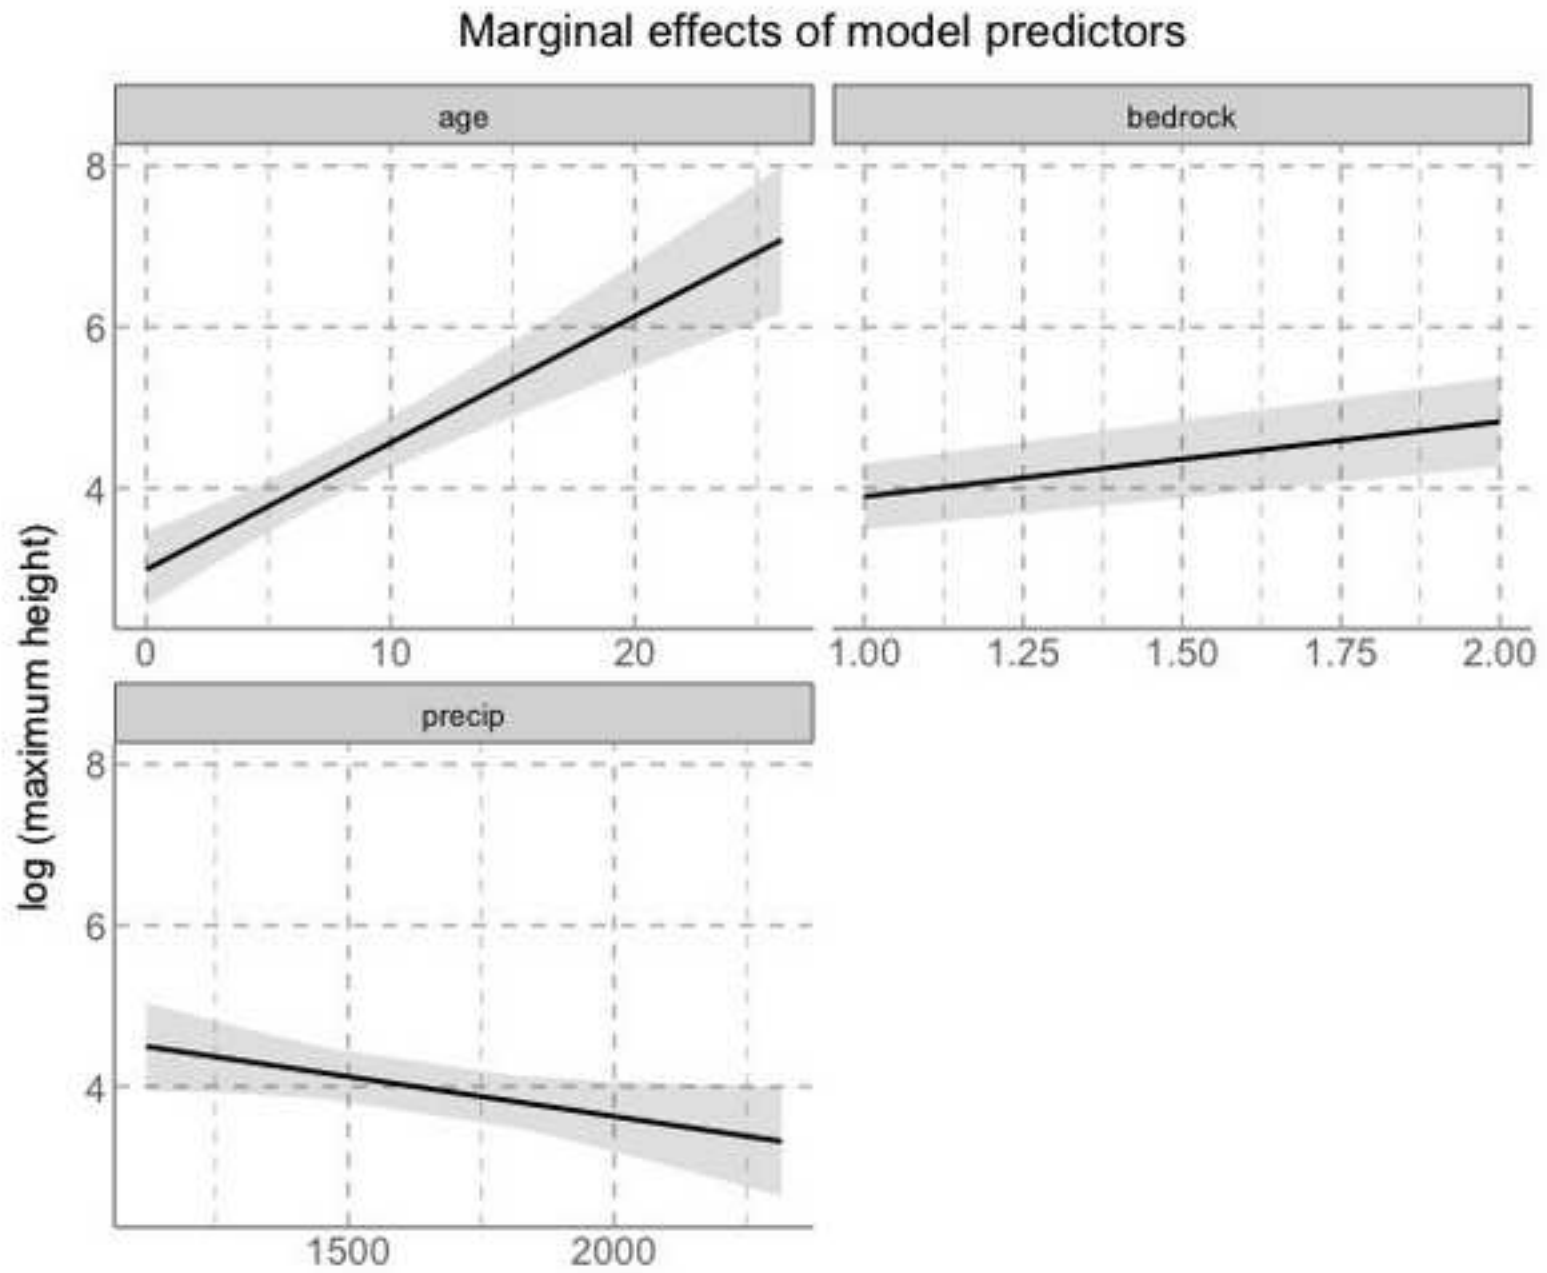 Marginal effects of model predictors
age
bedrock
8
6
4
0 10 20
1.00 1.25 1.50 1.75 2.00
precip
8
6
4
1500 2000
log (maximum height)